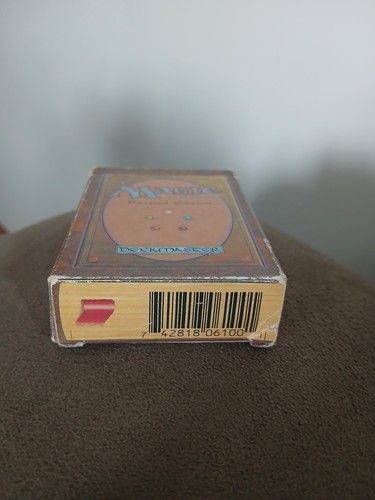 Magic
Revised Edition
DECKMASTER
7 42818 06100